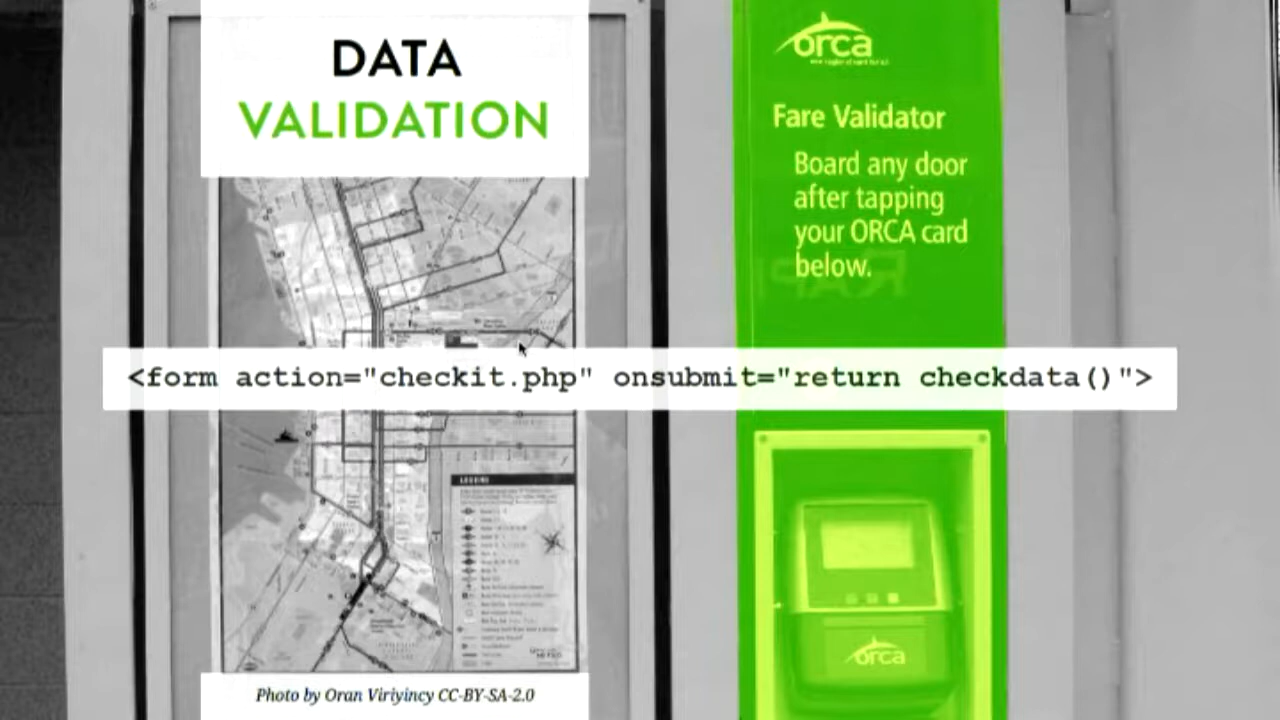 DATA
VALIDATION
orca
Fare Validator
Board any door
after tapping
your ORCA card
below.
<form action="checkit.php" onsubmit="return checkdata()">
LEGEND
orca
Photo by Oran Viriyincy CC-BY-SA-2.0